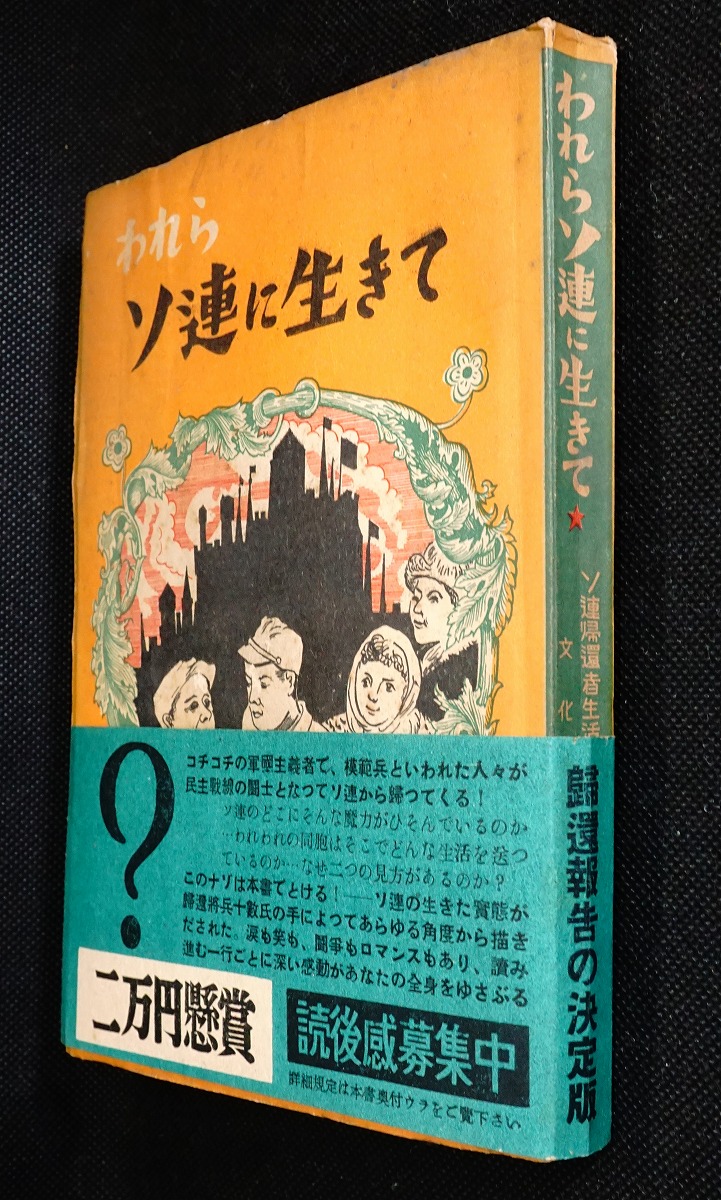 われら
ソ連に生きて
?
コチコチの軍國主義者で、模範兵といわれた人々が
民主戰線の闘士となつてソ連から歸つてくる!
ソ連のどこにそんな魔力がひそんでいるのか
…われわれの同胞はそこでどんな生活を送つ
ているのか…なぜ二つの見方があるのか?
このナゾは本書でとける!——ソ連の生きた實態が
歸還將兵十數氏の手によつてあらゆる角度から描き
だされた。涙も笑も、闘爭もロマンスもあり、讀み
進む一行ごとに深い感動があなたの全身をゆさぶる
二万円懸賞
読後感募集中
詳細規定は本書奥付ウラをご覽下さい
われらソ連に生きて★
ソ連帰還者生活
文化
歸還報告の決定版